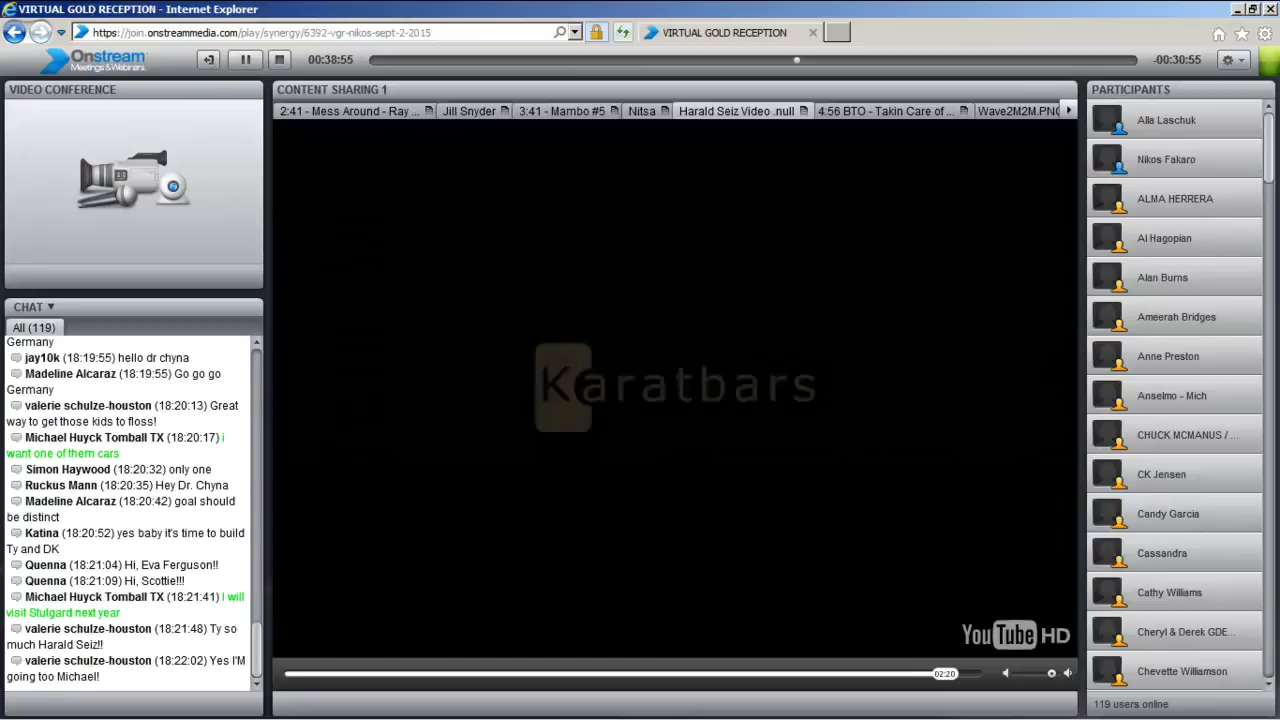 VIRTUAL GOLD RECEPTION - Internet Explorer
https://join.onstreammedia.com/play/synergy/6392-vgr-nikos-sept-2-2015
VIRTUAL GOLD RECEPTION
Onstream
Meetings & Webinars
00:38:55
-00:30:55
VIDEO CONFERENCE
CHAT
All (119)
Germany
jay10k (18:19:55) hello dr chyna
Madeline Alcaraz (18:19:55) Go go go
Germany
valerie schulze-houston (18:20:13) Great
way to get those kids to floss!
Michael Huyck Tomball TX (18:20:17) i
want one of them cars
Simon Haywood (18:20:32) only one
Ruckus Mann (18:20:35) Hey Dr. Chyna
Madeline Alcaraz (18:20:42) goal should
be distinct
Katina (18:20:52) yes baby it's time to build
Ty and DK
Quenna (18:21:04) Hi, Eva Ferguson!!
Quenna (18:21:09) Hi, Scottie!!!
Michael Huyck Tomball TX (18:21:41) I will
visit Stutgard next year
valerie schulze-houston (18:21:48) Ty so
much Harald Seiz!!
valerie schulze-houston (18:22:02) Yes I'M
going too Michael!
CONTENT SHARING 1
2:41 - Mess Around - Ray ...
Jill Snyder
3:41 - Mambo #5
Nitsa
Harald Seiz Video .null
4:56 BTO - Takin Care of ...
Wave2M2M.PNG
Karatbars
YouTube HD
02:20
PARTICIPANTS
Alla Laschuk
Nikos Fakaro
ALMA HERRERA
Al Hagopian
Alan Burns
Ameerah Bridges
Anne Preston
Anselmo - Mich
CHUCK MCMANUS / ...
CK Jensen
Candy Garcia
Cassandra
Cathy Williams
Cheryl & Derek GDE...
Chevette Williamson
119 users online